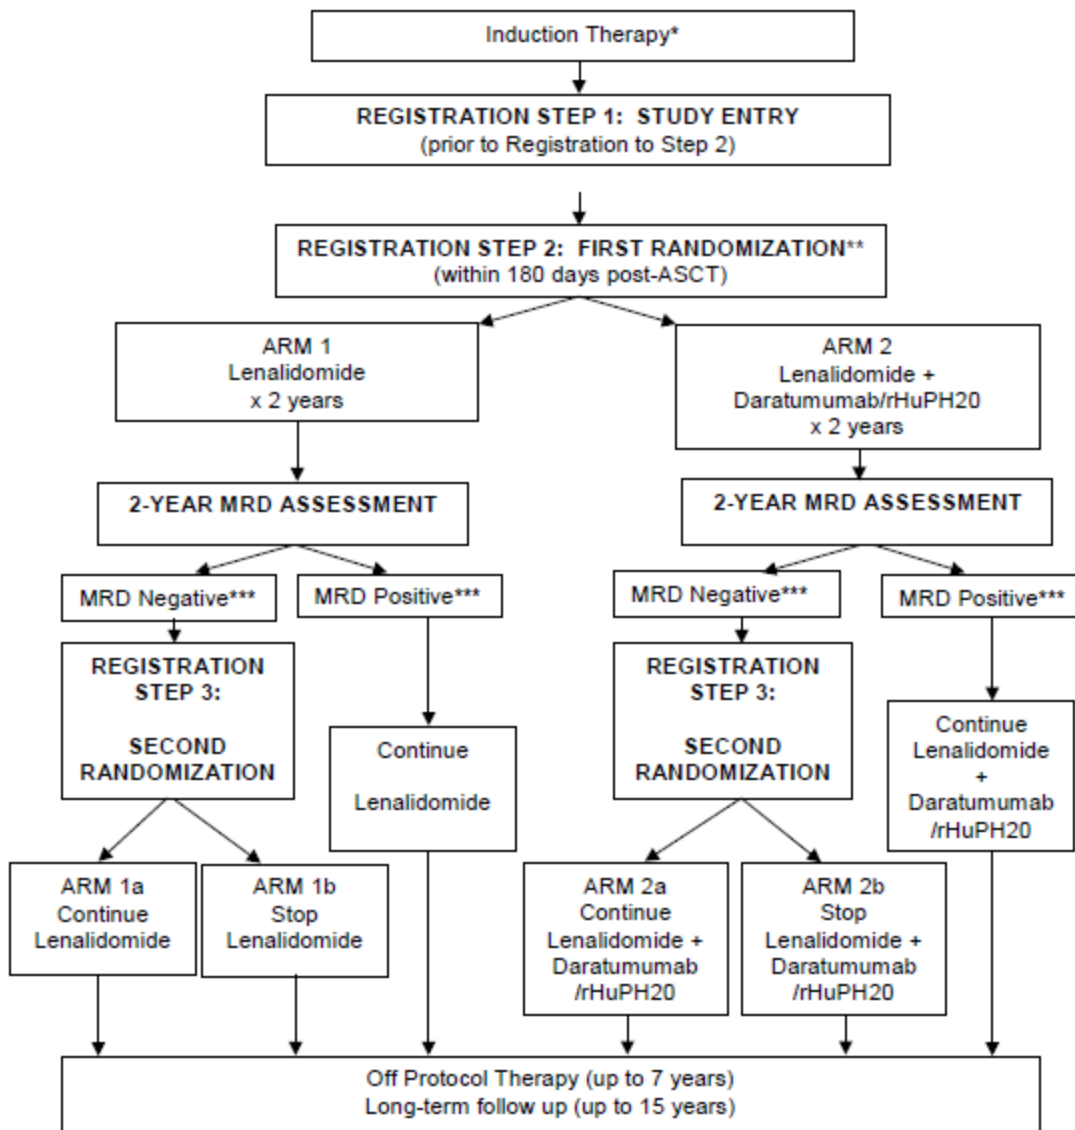 Induction Therapy*
REGISTRATION STEP 1: STUDY ENTRY
(prior to Registration to Step 2)
REGISTRATION STEP 2: FIRST RANDOMIZATION**
(within 180 days post-ASCT)
ARM 1
Lenalidomide
x 2 years
ARM 2
Lenalidomide +
Daratumumab/rHuPH20
x 2 years
2-YEAR MRD ASSESSMENT
2-YEAR MRD ASSESSMENT
MRD Negative***
MRD Positive***
MRD Negative***
MRD Positive***
REGISTRATION
STEP 3:
SECOND
RANDOMIZATION
Continue
Lenalidomide
REGISTRATION
STEP 3:
SECOND
RANDOMIZATION
Continue
Lenalidomide
+
Daratumumab
/rHuPH20
ARM 1a
Continue
Lenalidomide
ARM 1b
Stop
Lenalidomide
ARM 2a
Continue
Lenalidomide +
Daratumumab
/rHuPH20
ARM 2b
Stop
Lenalidomide +
Daratumumab
/rHuPH20
Off Protocol Therapy (up to 7 years)
Long-term follow up (up to 15 years)